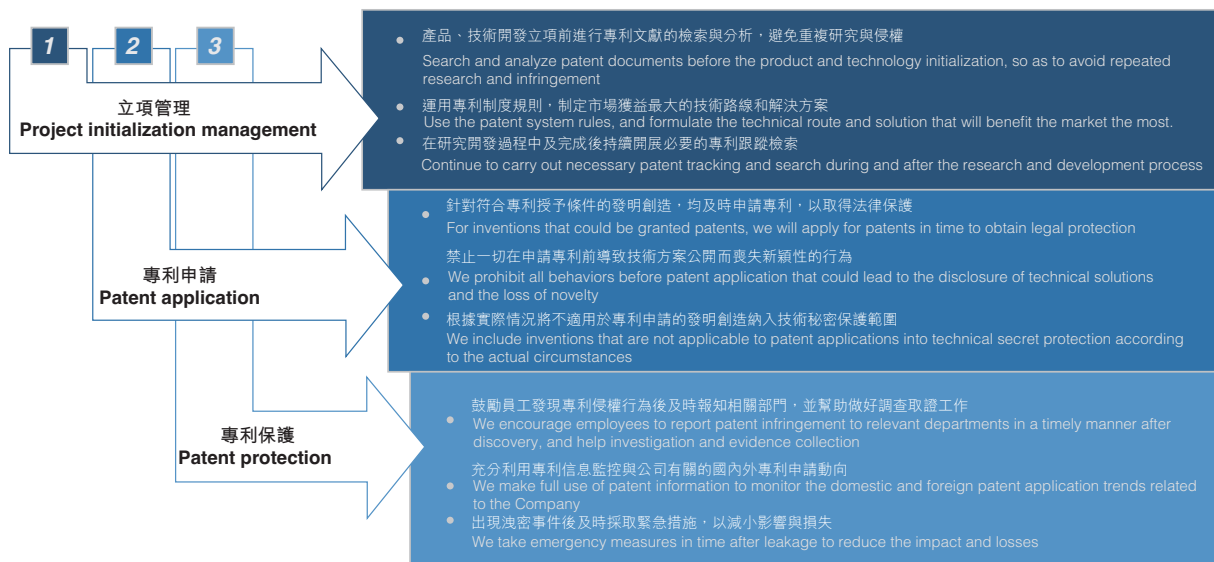 1
2
3
立項管理
Project initialization management
產品、技術開發立項前進行專利文獻的檢索與分析，避免重複研究與侵權
Search and analyze patent documents before the product and technology initialization, so as to avoid repeated
research and infringement
運用專利制度規則，制定市場獲益最大的技術路線和解決方案
Use the patent system rules, and formulate the technical route and solution that will benefit the market the most.
在研究開發過程中及完成後持續開展必要的專利跟蹤檢索
Continue to carry out necessary patent tracking and search during and after the research and development process
專利申請
Patent application
針對符合專利授予條件的發明創造，均及時申請專利，以取得法律保護
For inventions that could be granted patents, we will apply for patents in time to obtain legal protection
禁止一切在申請專利前導致技術方案公開而喪失新穎性的行為
We prohibit all behaviors before patent application that could lead to the disclosure of technical solutions
and the loss of novelty
根據實際情況將不適用於專利申請的發明創造納入技術秘密保護範圍
We include inventions that are not applicable to patent applications into technical secret protection according
to the actual circumstances
專利保護
Patent protection
鼓勵員工發現專利侵權行為後及時報知相關部門，並幫助做好調查取證工作
We encourage employees to report patent infringement to relevant departments in a timely manner after
discovery, and help investigation and evidence collection
充分利用專利信息監控與公司有關的國內外專利申請動向
We make full use of patent information to monitor the domestic and foreign patent application trends related
to the Company
出現洩密事件後及時採取緊急措施，以減小影響與損失
We take emergency measures in time after leakage to reduce the impact and losses